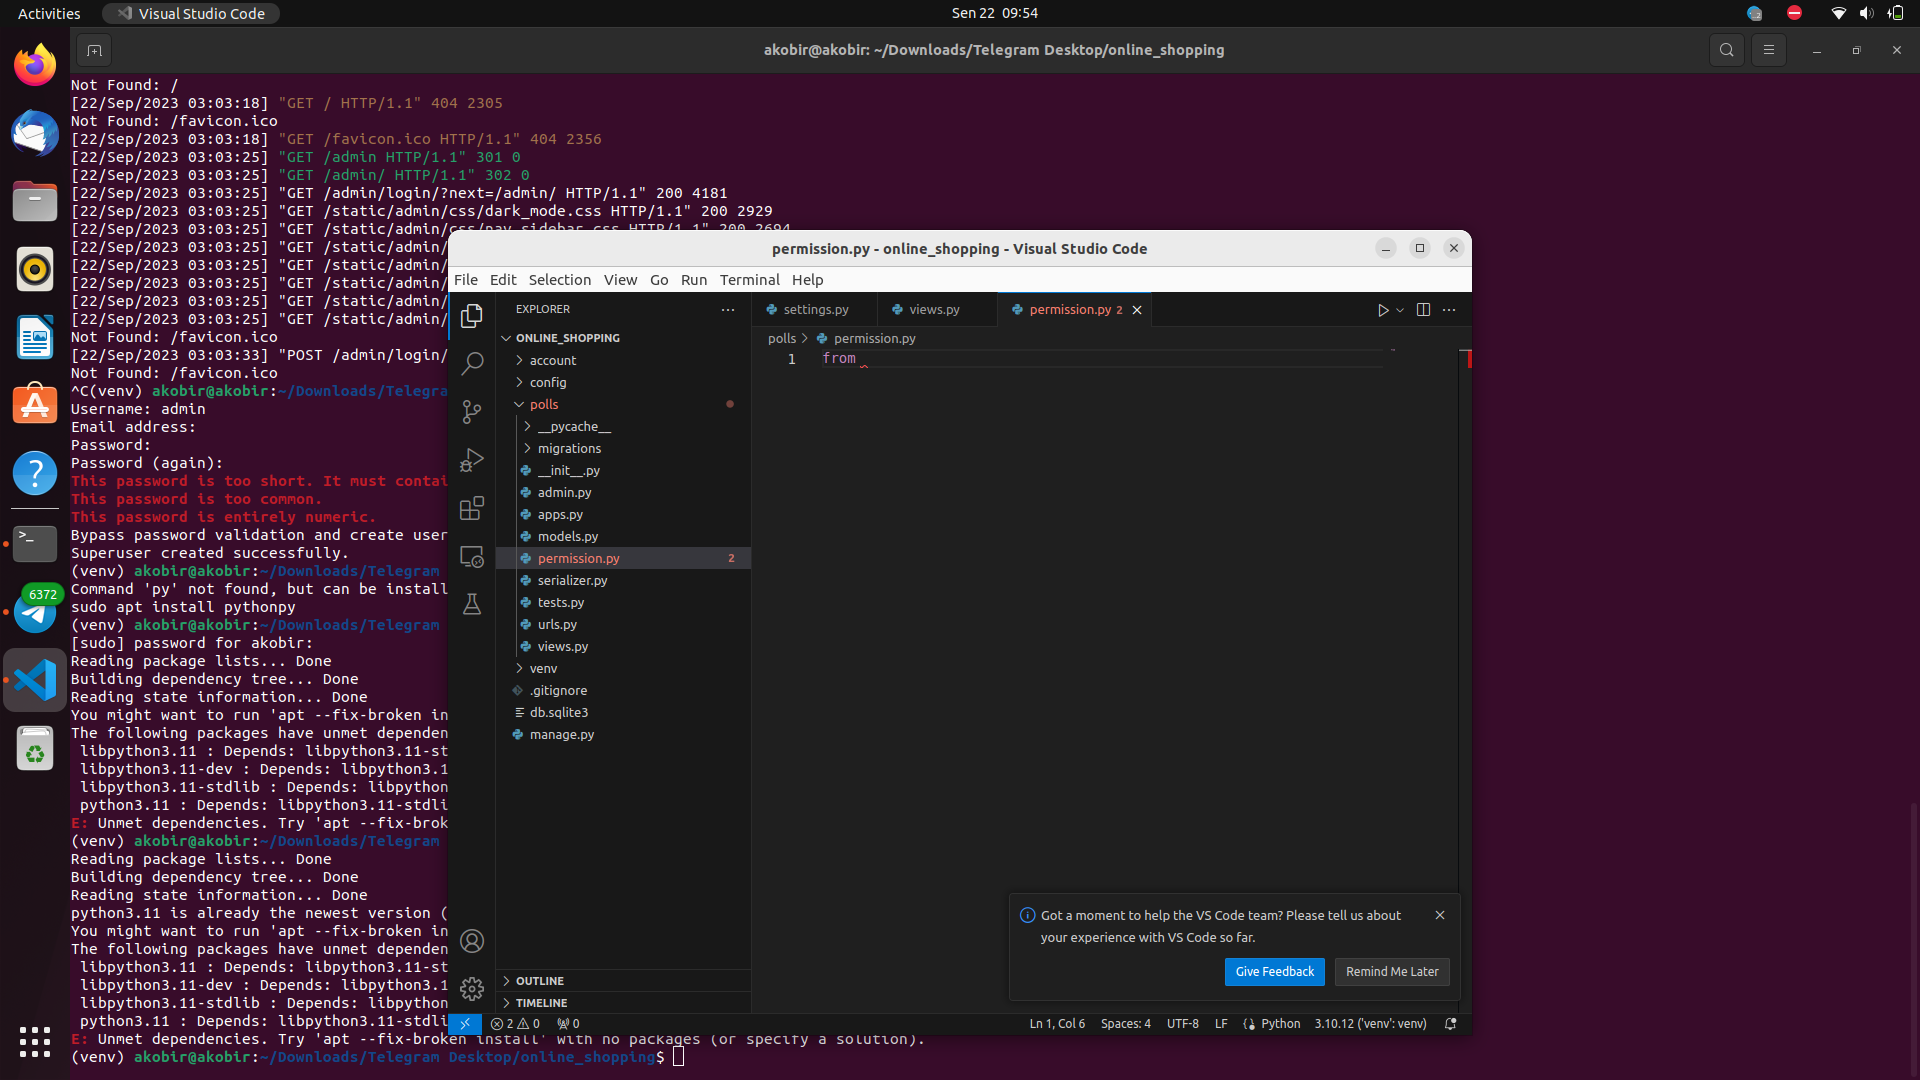 Activities
Visual Studio Code
Sen 22 09:54
akobir@akobir: ~/Downloads/Telegram Desktop/online_shopping
Not Found: /
[22/Sep/2023 03:03:18] "GET / HTTP/1.1" 404 2305
Not Found: /favicon.ico
[22/Sep/2023 03:03:18] "GET /favicon.ico HTTP/1.1" 404 2356
[22/Sep/2023 03:03:25] "GET /admin HTTP/1.1" 301 0
[22/Sep/2023 03:03:25] "GET /admin/ HTTP/1.1" 302 0
[22/Sep/2023 03:03:25] "GET /admin/login/?next=/admin/ HTTP/1.1" 200 4181
[22/Sep/2023 03:03:25] "GET /static/admin/css/dark_mode.css HTTP/1.1" 200 2929
[22/Sep/2023 03:03:25] "GET /static/admin/css/nav_sidebar.css HTTP/1.1" 200 2694
[22/Sep/2023 03:03:25] "GET /static/admin/
[22/Sep/2023 03:03:25] "GET /static/admin/
[22/Sep/2023 03:03:25] "GET /static/admin/
[22/Sep/2023 03:03:25] "GET /static/admin/
[22/Sep/2023 03:03:25] "GET /static/admin/
Not Found: /favicon.ico
[22/Sep/2023 03:03:33] "POST /admin/login/
Not Found: /favicon.ico
^C(venv) akobir@akobir:~/Downloads/Telegra
Username: admin
Email address:
Password:
Password (again):
This password is too short. It must contai
This password is too common.
This password is entirely numeric.
Bypass password validation and create user
Superuser created successfully.
(venv) akobir@akobir:~/Downloads/Telegram
Command 'py' not found, but can be install
sudo apt install pythonpy
(venv) akobir@akobir:~/Downloads/Telegram
[sudo] password for akobir:
Reading package lists... Done
Building dependency tree... Done
Reading state information... Done
You might want to run 'apt --fix-broken in
The following packages have unmet dependen
libpython3.11 : Depends: libpython3.11-st
libpython3.11-dev : Depends: libpython3.1
libpython3.11-stdlib : Depends: libpython
python3.11 : Depends: libpython3.11-stdli
E: Unmet dependencies. Try 'apt --fix-brok
(venv) akobir@akobir:~/Downloads/Telegram
Reading package lists... Done
Building dependency tree... Done
Reading state information... Done
python3.11 is already the newest version (
You might want to run 'apt --fix-broken in
The following packages have unmet dependen
libpython3.11 : Depends: libpython3.11-st
libpython3.11-dev : Depends: libpython3.1
libpython3.11-stdlib : Depends: libpython
python3.11 : Depends: libpython3.11-stdli
E: Unmet dependencies. Try 'apt --fix-broken install' with no packages (or specify a solution).
(venv) akobir@akobir:~/Downloads/Telegram Desktop/online_shopping$
6372
permission.py - online_shopping - Visual Studio Code
File Edit Selection View Go Run Terminal Help
EXPLORER
ONLINE_SHOPPING
account
config
polls
__pycache__
migrations
__init__.py
admin.py
apps.py
models.py
permission.py 2
serializer.py
tests.py
urls.py
views.py
venv
.gitignore
db.sqlite3
manage.py
OUTLINE
TIMELINE
settings.py
views.py
permission.py 2
polls > permission.py
1 from
Got a moment to help the VS Code team? Please tell us about
your experience with VS Code so far.
Give Feedback
Remind Me Later
2 0 0
Ln 1, Col 6 Spaces: 4 UTF-8 LF Python 3.10.12 ('venv': venv)